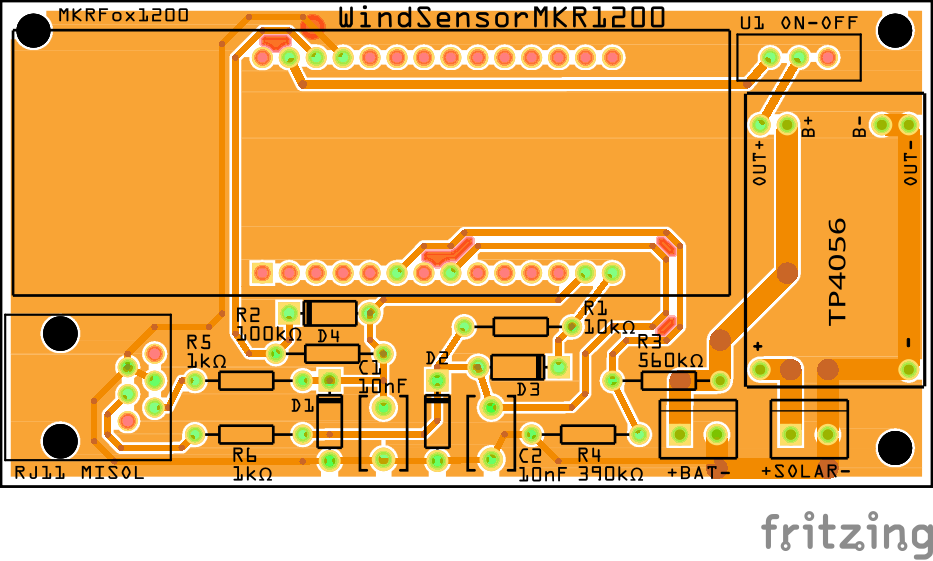 MKRFox1200
WindSensorMKR1200
U1 ON-OFF
B+
B-
OUT+
OUT-
TP4056
R2
100kΩ
D4
R1
10kΩ
R5
1kΩ
C1
10nF
D2
D3
R3
560kΩ
+
-
D1
R6
1kΩ
C2
10nF
R4
390kΩ
RJ11 MISOL
+BAT-
+SOLAR-
fritzing